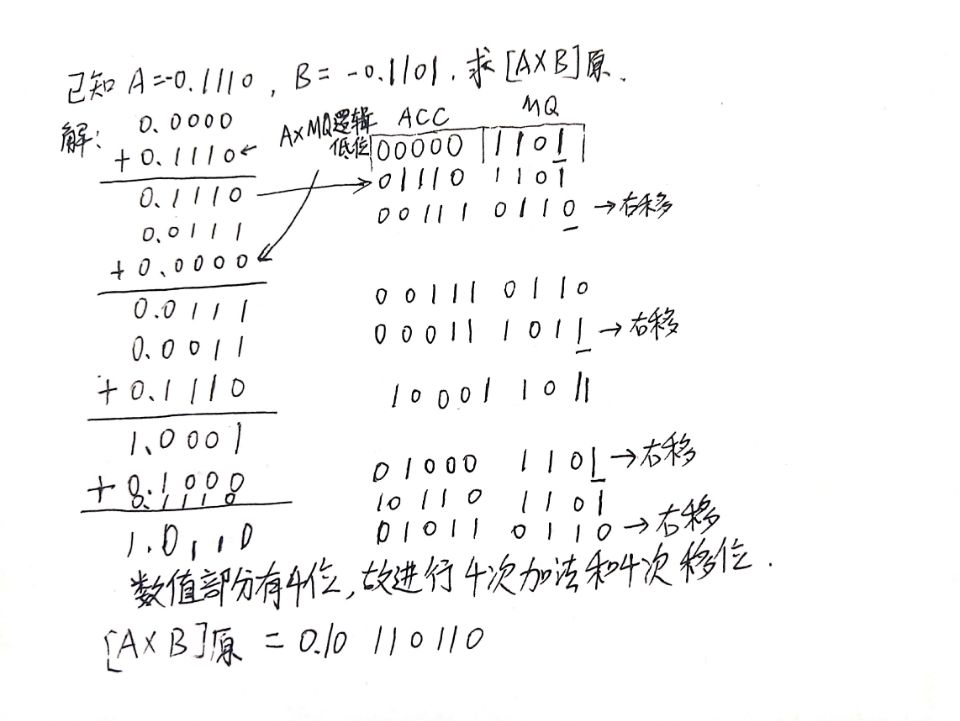 已知 A=-0.1110, B= -0.1101. 求[A×B]原.
解: 0.0000 A×MQ逻辑低位 ACC MQ
+0.1110 00000 1101
0.1110 01110 1101
0.0111 00111 0110 →右移
+0.0000
0.0111 00111 0110
0.0011 00011 1011 →右移
+0.1110 10001 1011
1.0001
+0.1000 01000 1101 →右移
0.1110 10110 1101
1.0110 01011 0110 →右移
数值部分有4位,故进行4次加法和4次移位.
[A×B]原 = 0.10 110110